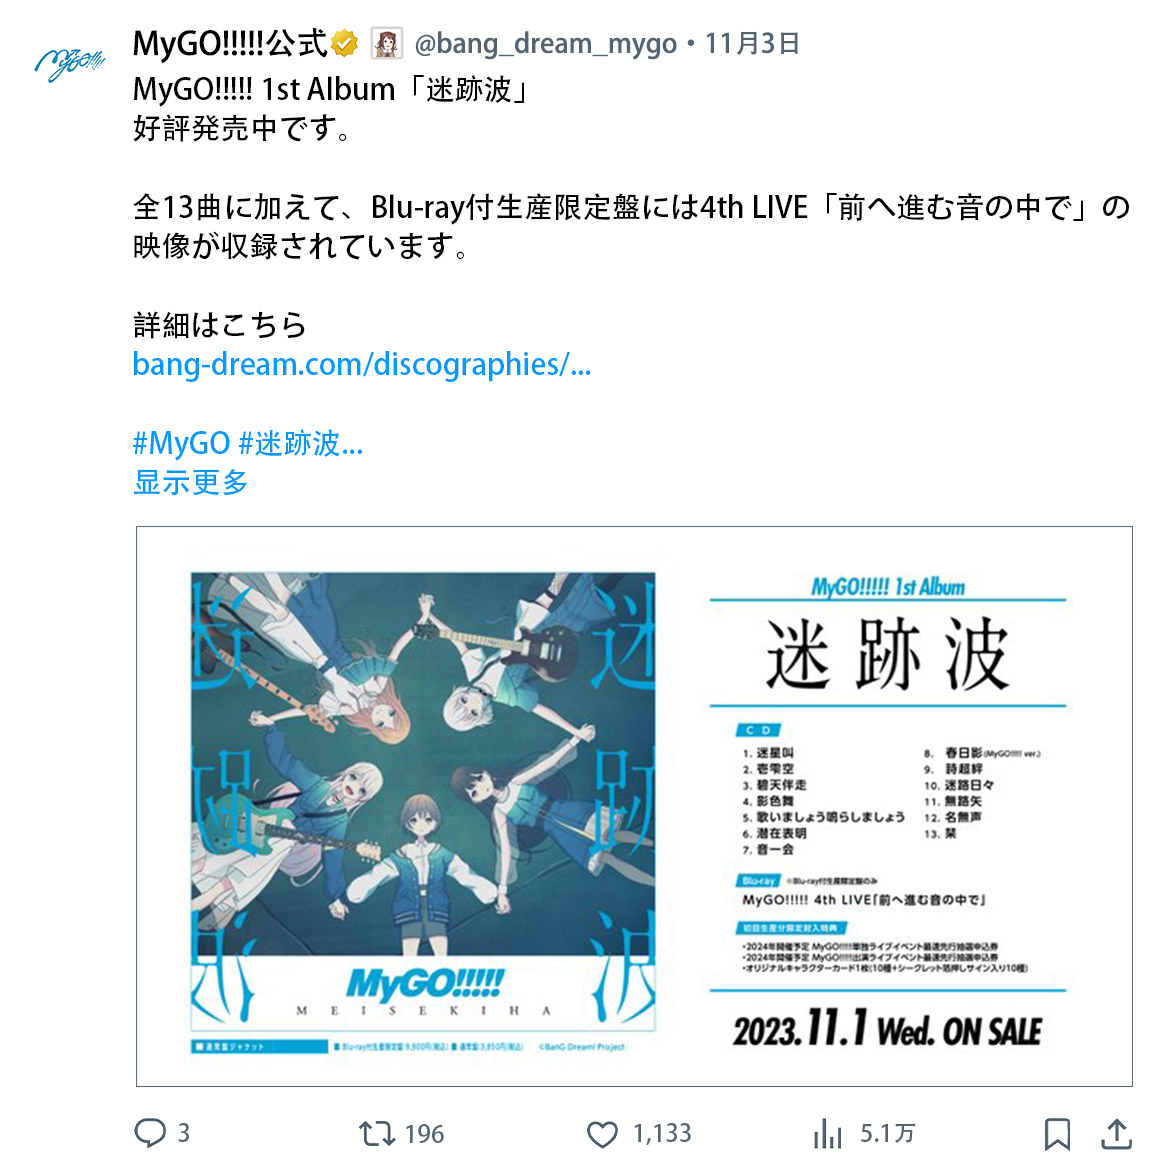 MyGO!!!!!
MyGO!!!!!公式 @bang_dream_mygo・11月3日
MyGO!!!!! 1st Album「迷跡波」
好評発売中です。
全13曲に加えて、Blu-ray付生産限定盤には4th LIVE「前へ進む音の中で」の
映像が収録されています。
詳細はこちら
bang-dream.com/discographies/...
#MyGO #迷跡波...
显示更多
迷跡波
迷跡波
MyGO!!!!!
MEISEKIHA
■通常盤ジャケット
■Blu-ray付生産限定盤:9,900円(税込) ■通常盤:3,850円(税込) ©BanG Dream! Project
MyGO!!!!! 1st Album
迷跡波
CD
1. 迷星叫
2. 壱雫空
3. 碧天伴走
4. 影色舞
5. 歌いましょう鳴らしましょう
6. 潜在表明
7. 音一会
8. 春日影(MyGO!!!!! ver.)
9. 詩超絆
10. 迷路日々
11. 無路矢
12. 名無声
13. 栞
Blu-ray ※Blu-ray付生産限定盤のみ
MyGO!!!!! 4th LIVE「前へ進む音の中で」
初回生産分限定封入特典
・2024年開催予定 MyGO!!!!!単独ライブイベント最速先行抽選申込券
・2024年開催予定 MyGO!!!!!出演ライブイベント最速先行抽選申込券
・オリジナルキャラクターカード1枚(10種+シークレット箔押しサイン入り10種)
2023.11.1 Wed. ON SALE
3 196 1,133 5.1万